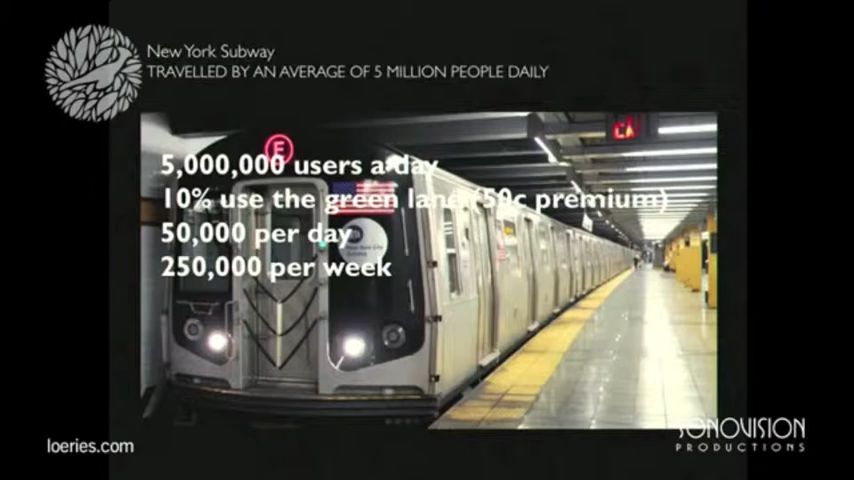 New York Subway
TRAVELLED BY AN AVERAGE OF 5 MILLION PEOPLE DAILY
E
5,000,000 users a day
10% use the green lane (50c premium)
50,000 per day
250,000 per week
SONOVISION
PRODUCTIONS
loeries.com